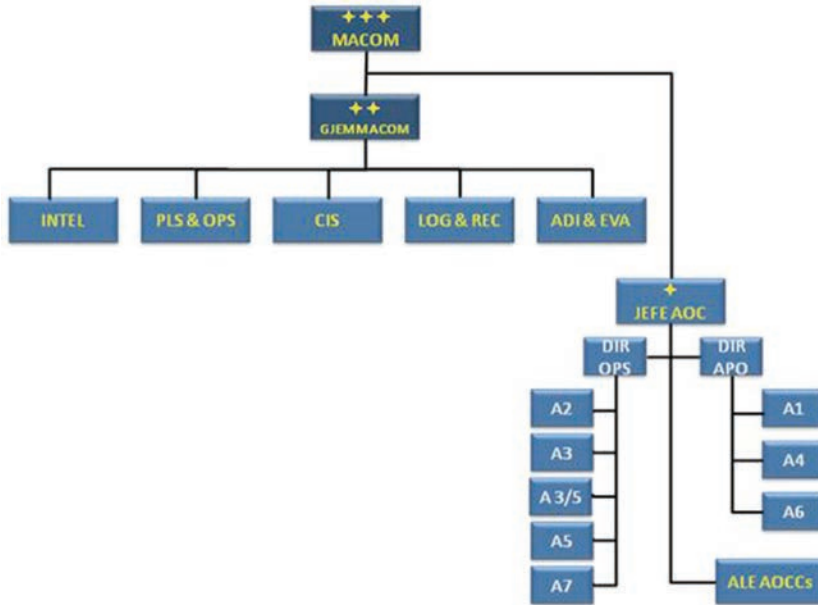 MACOM
GJEMMACOM
INTEL
PLS & OPS
CIS
LOG & REC
ADI & EVA
JEFE AOC
DIR
OPS
DIR
APO
A2
A3
A 3/5
A5
A7
A1
A4
A6
ALE AOCCs